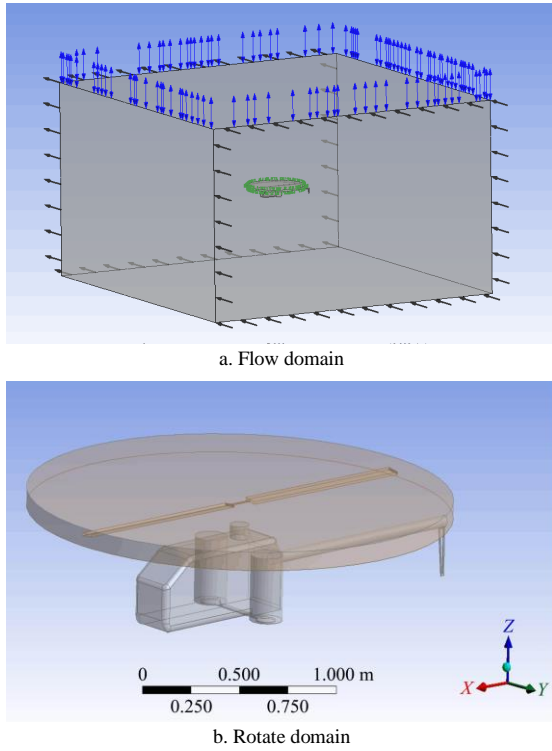 a. Flow domain
0 0.500 1.000 m
0.250 0.750
Z
X Y
b. Rotate domain